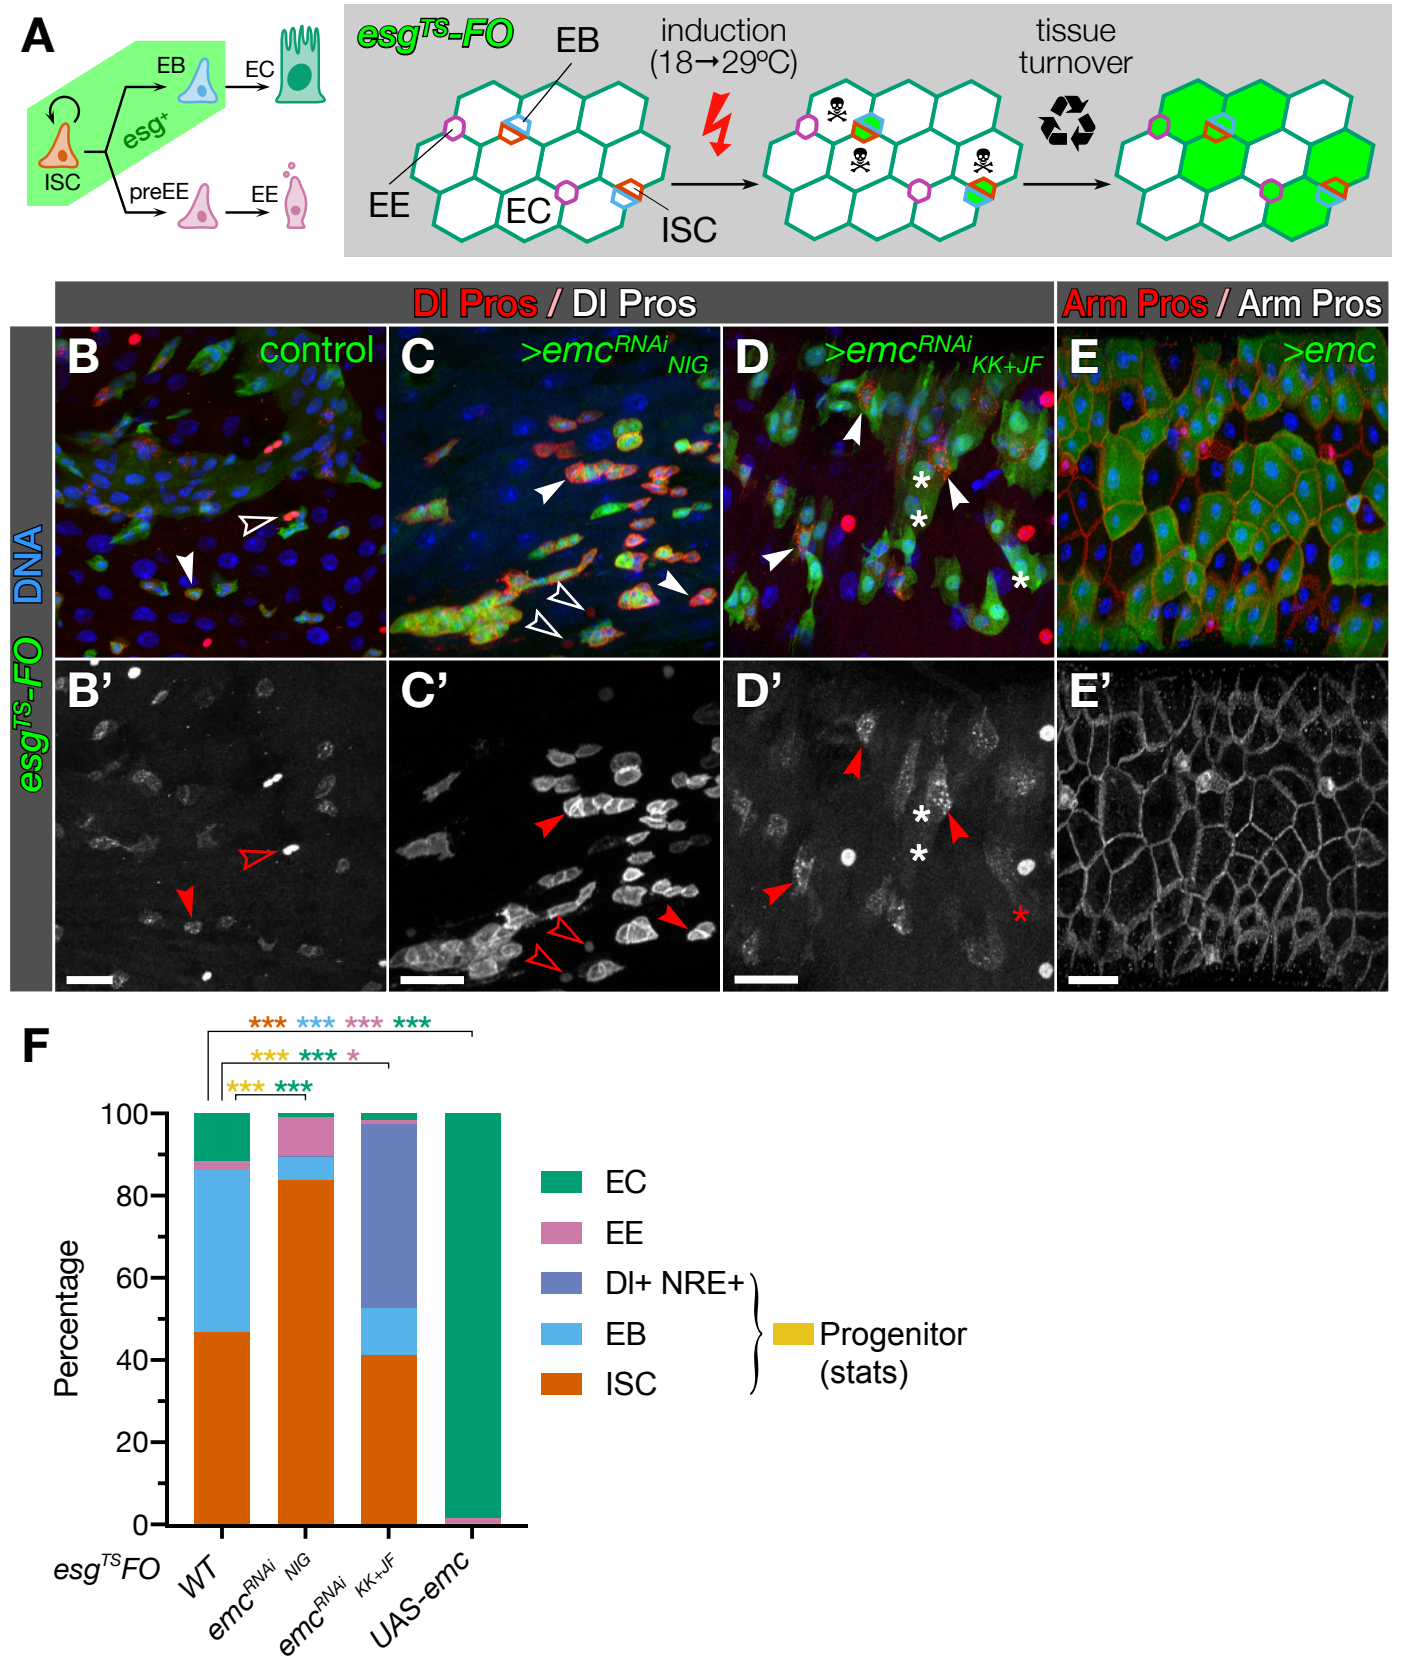 A
EB
EC
esg+
ISC
preEE
EE
esgTS-FO
EB
induction
(18→29ºC)
tissue
turnover
EE
EC
ISC
Dl Pros / Dl Pros
Arm Pros / Arm Pros
esgTS-FO DNA
B
control
C
>emcRNAi NIG
D
>emcRNAi KK+JF
*
*
*
E
>emc
B’
C’
D’
*
*
*
E’
F
*** *** *** ***
*** *** *
*** ***
Percentage
100
80
60
40
20
0
EC
EE
Dl+ NRE+
EB
ISC
Progenitor
(stats)
esgTSFO
WT
emcRNAi NIG
emcRNAi KK+JF
UAS-emc